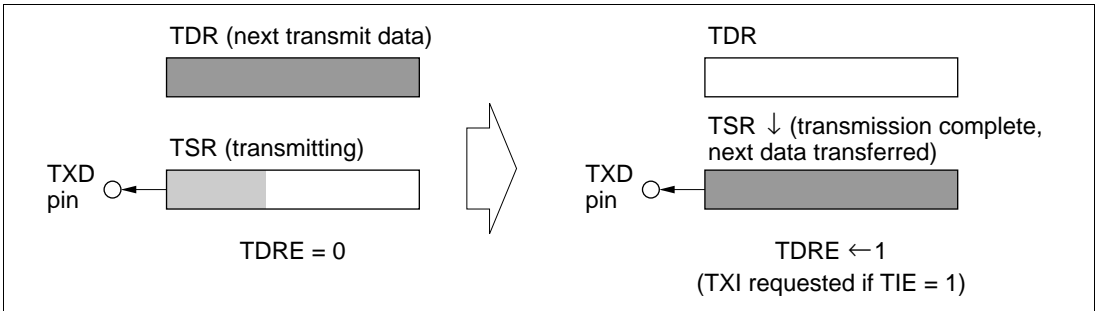 TDR (next transmit data)
TSR (transmitting)
TXD
pin
TDRE = 0
TDR
TSR ↓ (transmission complete,
next data transferred)
TXD
pin
TDRE ←1
(TXI requested if TIE = 1)